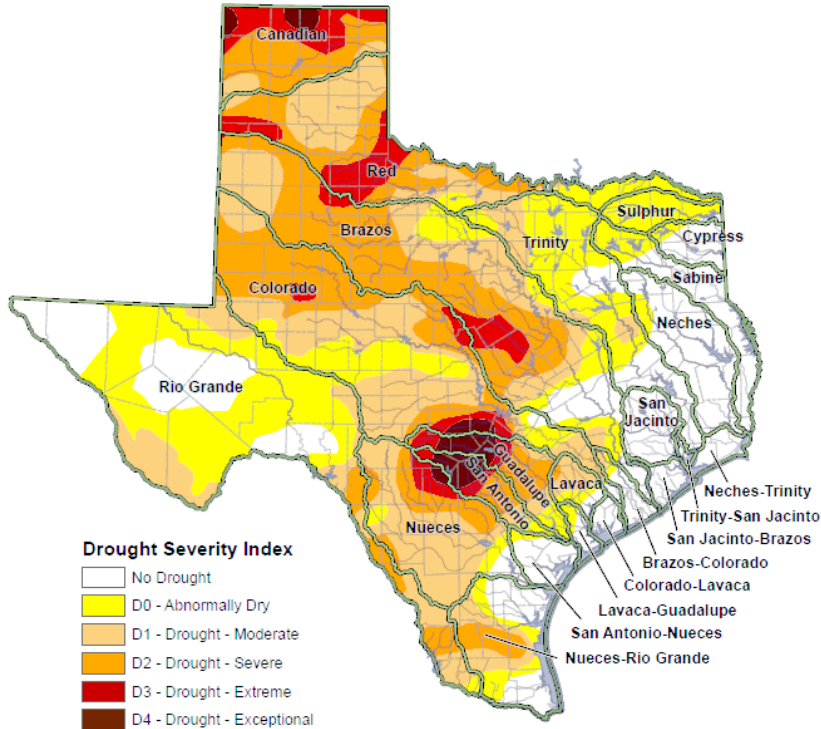 Canadian
Red
Brazos
Sulphur
Cypress
Trinity
Sabine
Colorado
Neches
Rio Grande
San
Jacinto
Guadalupe
San Antonio
Lavaca
Nueces
Neches-Trinity
Trinity-San Jacinto
San Jacinto-Brazos
Brazos-Colorado
Colorado-Lavaca
Lavaca-Guadalupe
San Antonio-Nueces
Nueces-Rio Grande
Drought Severity Index
No Drought
D0 - Abnormally Dry
D1 - Drought - Moderate
D2 - Drought - Severe
D3 - Drought - Extreme
D4 - Drought - Exceptional